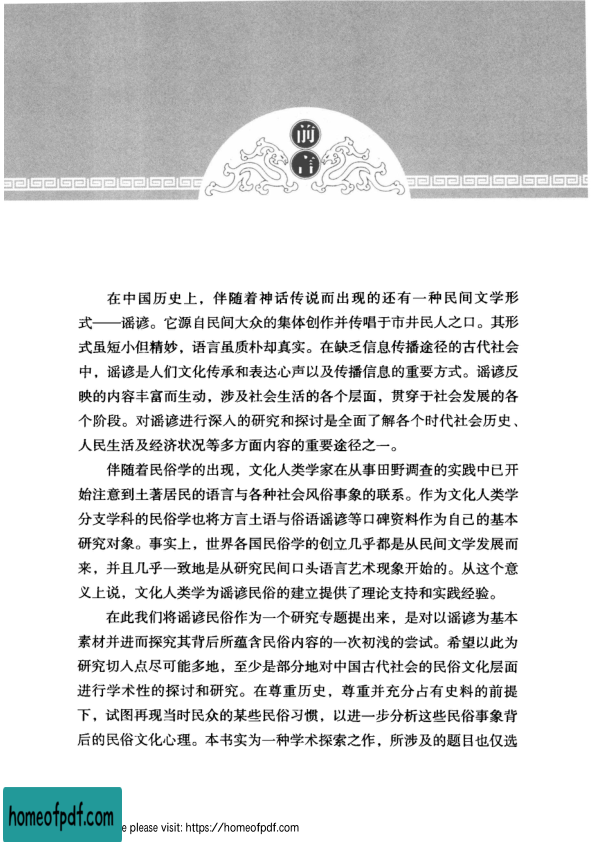 前
言
在中国历史上，伴随着神话传说而出现的还有一种民间文学形
式——谣谚。它源自民间大众的集体创作并传唱于市井民人之口。其形
式虽短小但精妙，语言虽质朴却真实。在缺乏信息传播途径的古代社会
中，谣谚是人们文化传承和表达心声以及传播信息的重要方式。谣谚反
映的内容丰富而生动，涉及社会生活的各个层面，贯穿于社会发展的各
个阶段。对谣谚进行深入的研究和探讨是全面了解各个时代社会历史、
人民生活及经济状况等多方面内容的重要途径之一。
伴随着民俗学的出现，文化人类学家在从事田野调查的实践中已开
始注意到土著居民的语言与各种社会风俗事象的联系。作为文化人类学
分支学科的民俗学也将方言土语与俗语谣谚等口碑资料作为自己的基本
研究对象。事实上，世界各国民俗学的创立几乎都是从民间文学发展而
来，并且几乎一致地是从研究民间口头语言艺术现象开始的。从这个意
义上说，文化人类学为谣谚民俗的建立提供了理论支持和实践经验。
在此我们将谣谚民俗作为一个研究专题提出来，是对以谣谚为基本
素材并进而探究其背后所蕴含民俗内容的一次初浅的尝试。希望以此为
研究切入点尽可能多地，至少是部分地对中国古代社会的民俗文化层面
进行学术性的探讨和研究。在尊重历史，尊重并充分占有史料的前提
下，试图再现当时民众的某些民俗习惯，以进一步分析这些民俗事象背
后的民俗文化心理。本书实为一种学术探索之作，所涉及的题目也仅选
homeofpdf.com
e please visit: https://homeofpdf.com